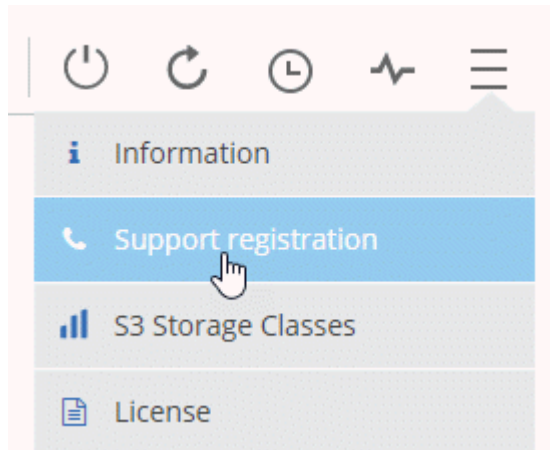 Information
Support registration
S3 Storage Classes
License